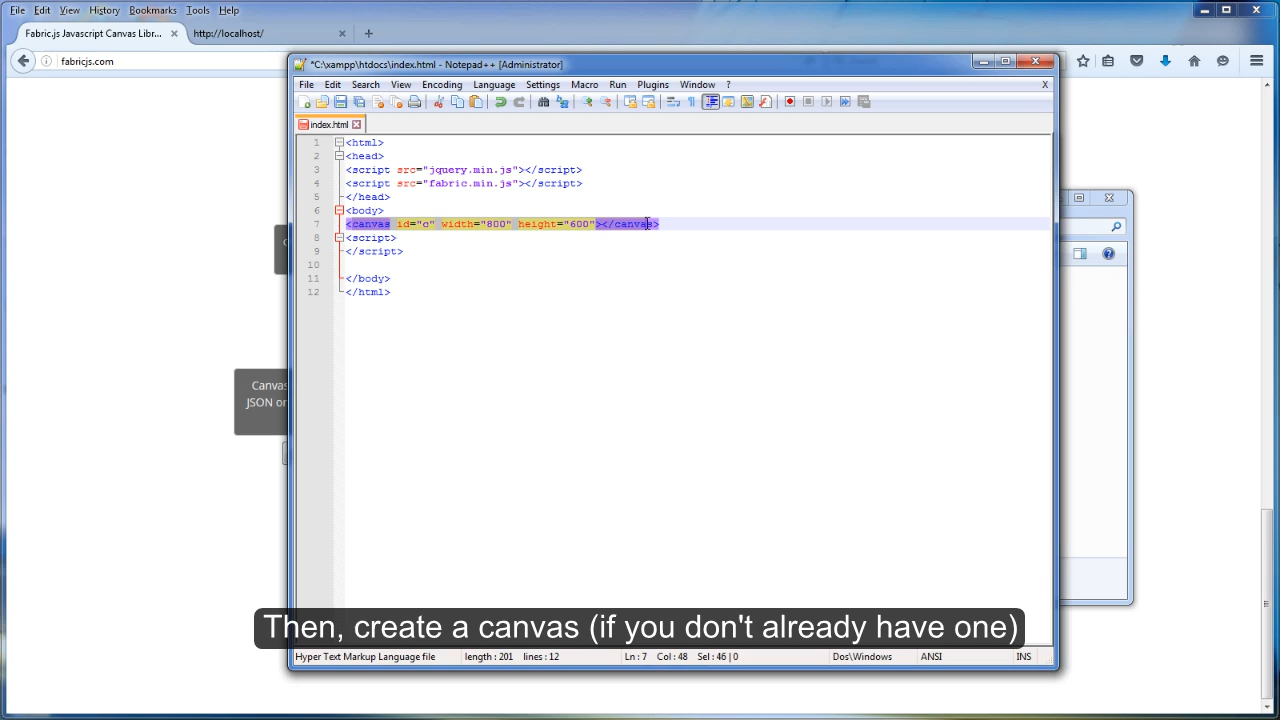 File Edit View History Bookmarks Tools Help
Fabric.js Javascript Canvas Libr...
http://localhost/
fabricjs.com
*C:\xampp\htdocs\index.html - Notepad++ [Administrator]
File Edit Search View Encoding Language Settings Macro Run Plugins Window ? X
index.html
1 <html>
2 <head>
3 <script src="jquery.min.js"></script>
4 <script src="fabric.min.js"></script>
5 </head>
6 <body>
7 <canvas id="c" width="800" height="600"></canvas>
8 <script>
9 </script>
10
11 </body>
12 </html>
Canvas
JSON or
Then, create a canvas (if you don't already have one)
Hyper Text Markup Language file length : 201 lines : 12 Ln : 7 Col : 48 Sel : 46 | 0 Dos\Windows ANSI INS